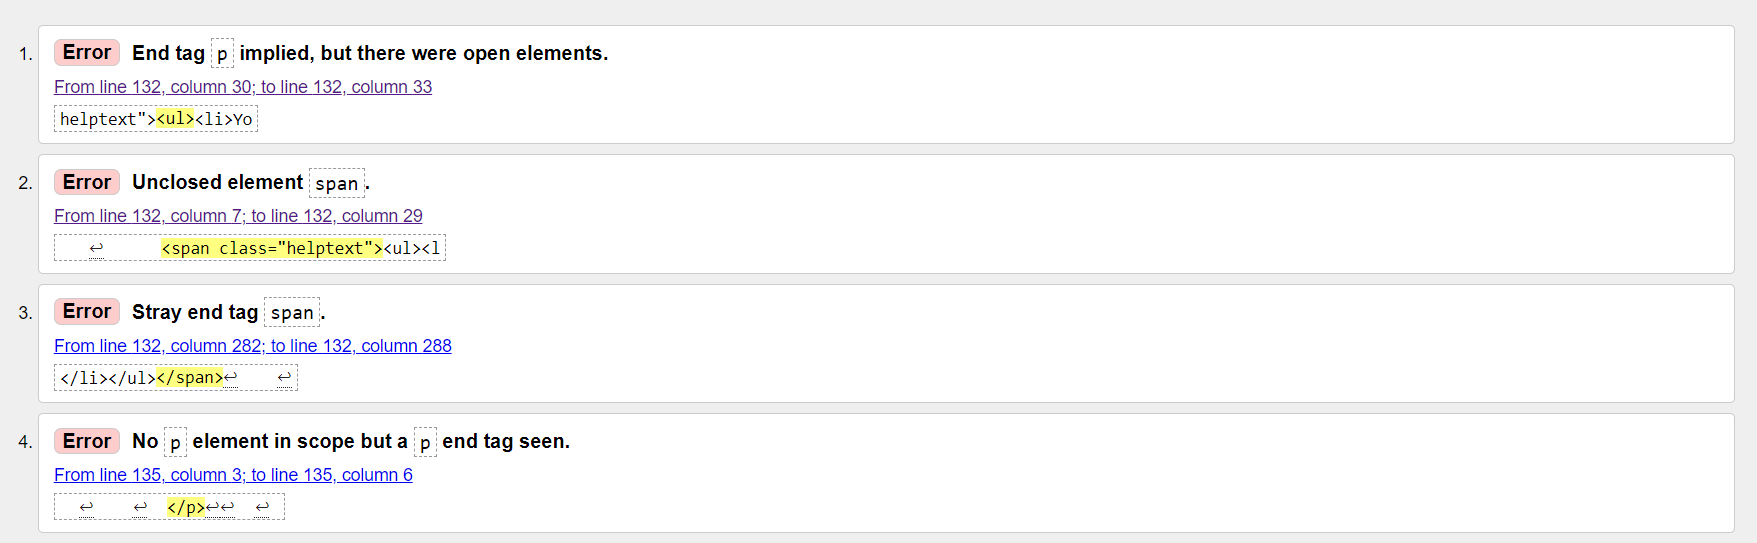 1. Error End tag p implied, but there were open elements.
From line 132, column 30; to line 132, column 33
helptext"><ul><li>Yo
2. Error Unclosed element span.
From line 132, column 7; to line 132, column 29
↩ <span class="helptext"><ul><l
3. Error Stray end tag span.
From line 132, column 282; to line 132, column 288
</li></ul></span>↩ ↩
4. Error No p element in scope but a p end tag seen.
From line 135, column 3; to line 135, column 6
↩ ↩ </p>↩↩ ↩